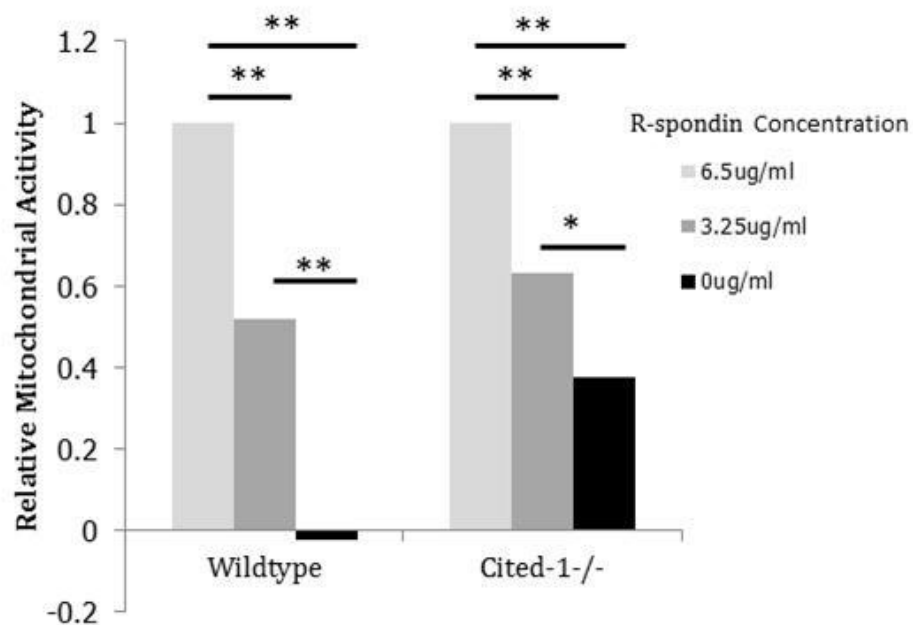 ** **
** **
1.2
1
0.8
0.6
0.4
0.2
0
-0.2
Relative Mitochondrial Acitivity
**
*
Wildtype Cited-1-/-
R-spondin Concentration
6.5ug/ml
3.25ug/ml
0ug/ml